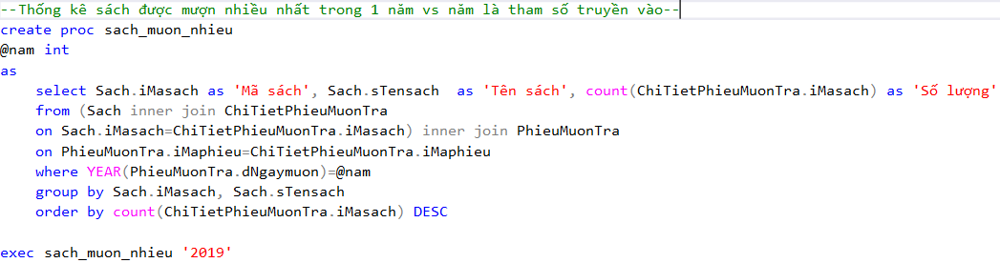 --Thống kê sách được mượn nhiều nhất trong 1 năm vs năm là tham số truyền vào--
create proc sach_muon_nhieu
@nam int
as
select Sach.iMasach as 'Mã sách', Sach.sTensach  as 'Tên sách', count(ChiTietPhieuMuonTra.iMasach) as 'Số lượng'
from (Sach inner join ChiTietPhieuMuonTra
on Sach.iMasach=ChiTietPhieuMuonTra.iMasach) inner join PhieuMuonTra
on PhieuMuonTra.iMaphieu=ChiTietPhieuMuonTra.iMaphieu
where YEAR(PhieuMuonTra.dNgaymuon)=@nam
group by Sach.iMasach, Sach.sTensach
order by count(ChiTietPhieuMuonTra.iMasach) DESC
exec sach_muon_nhieu '2019'